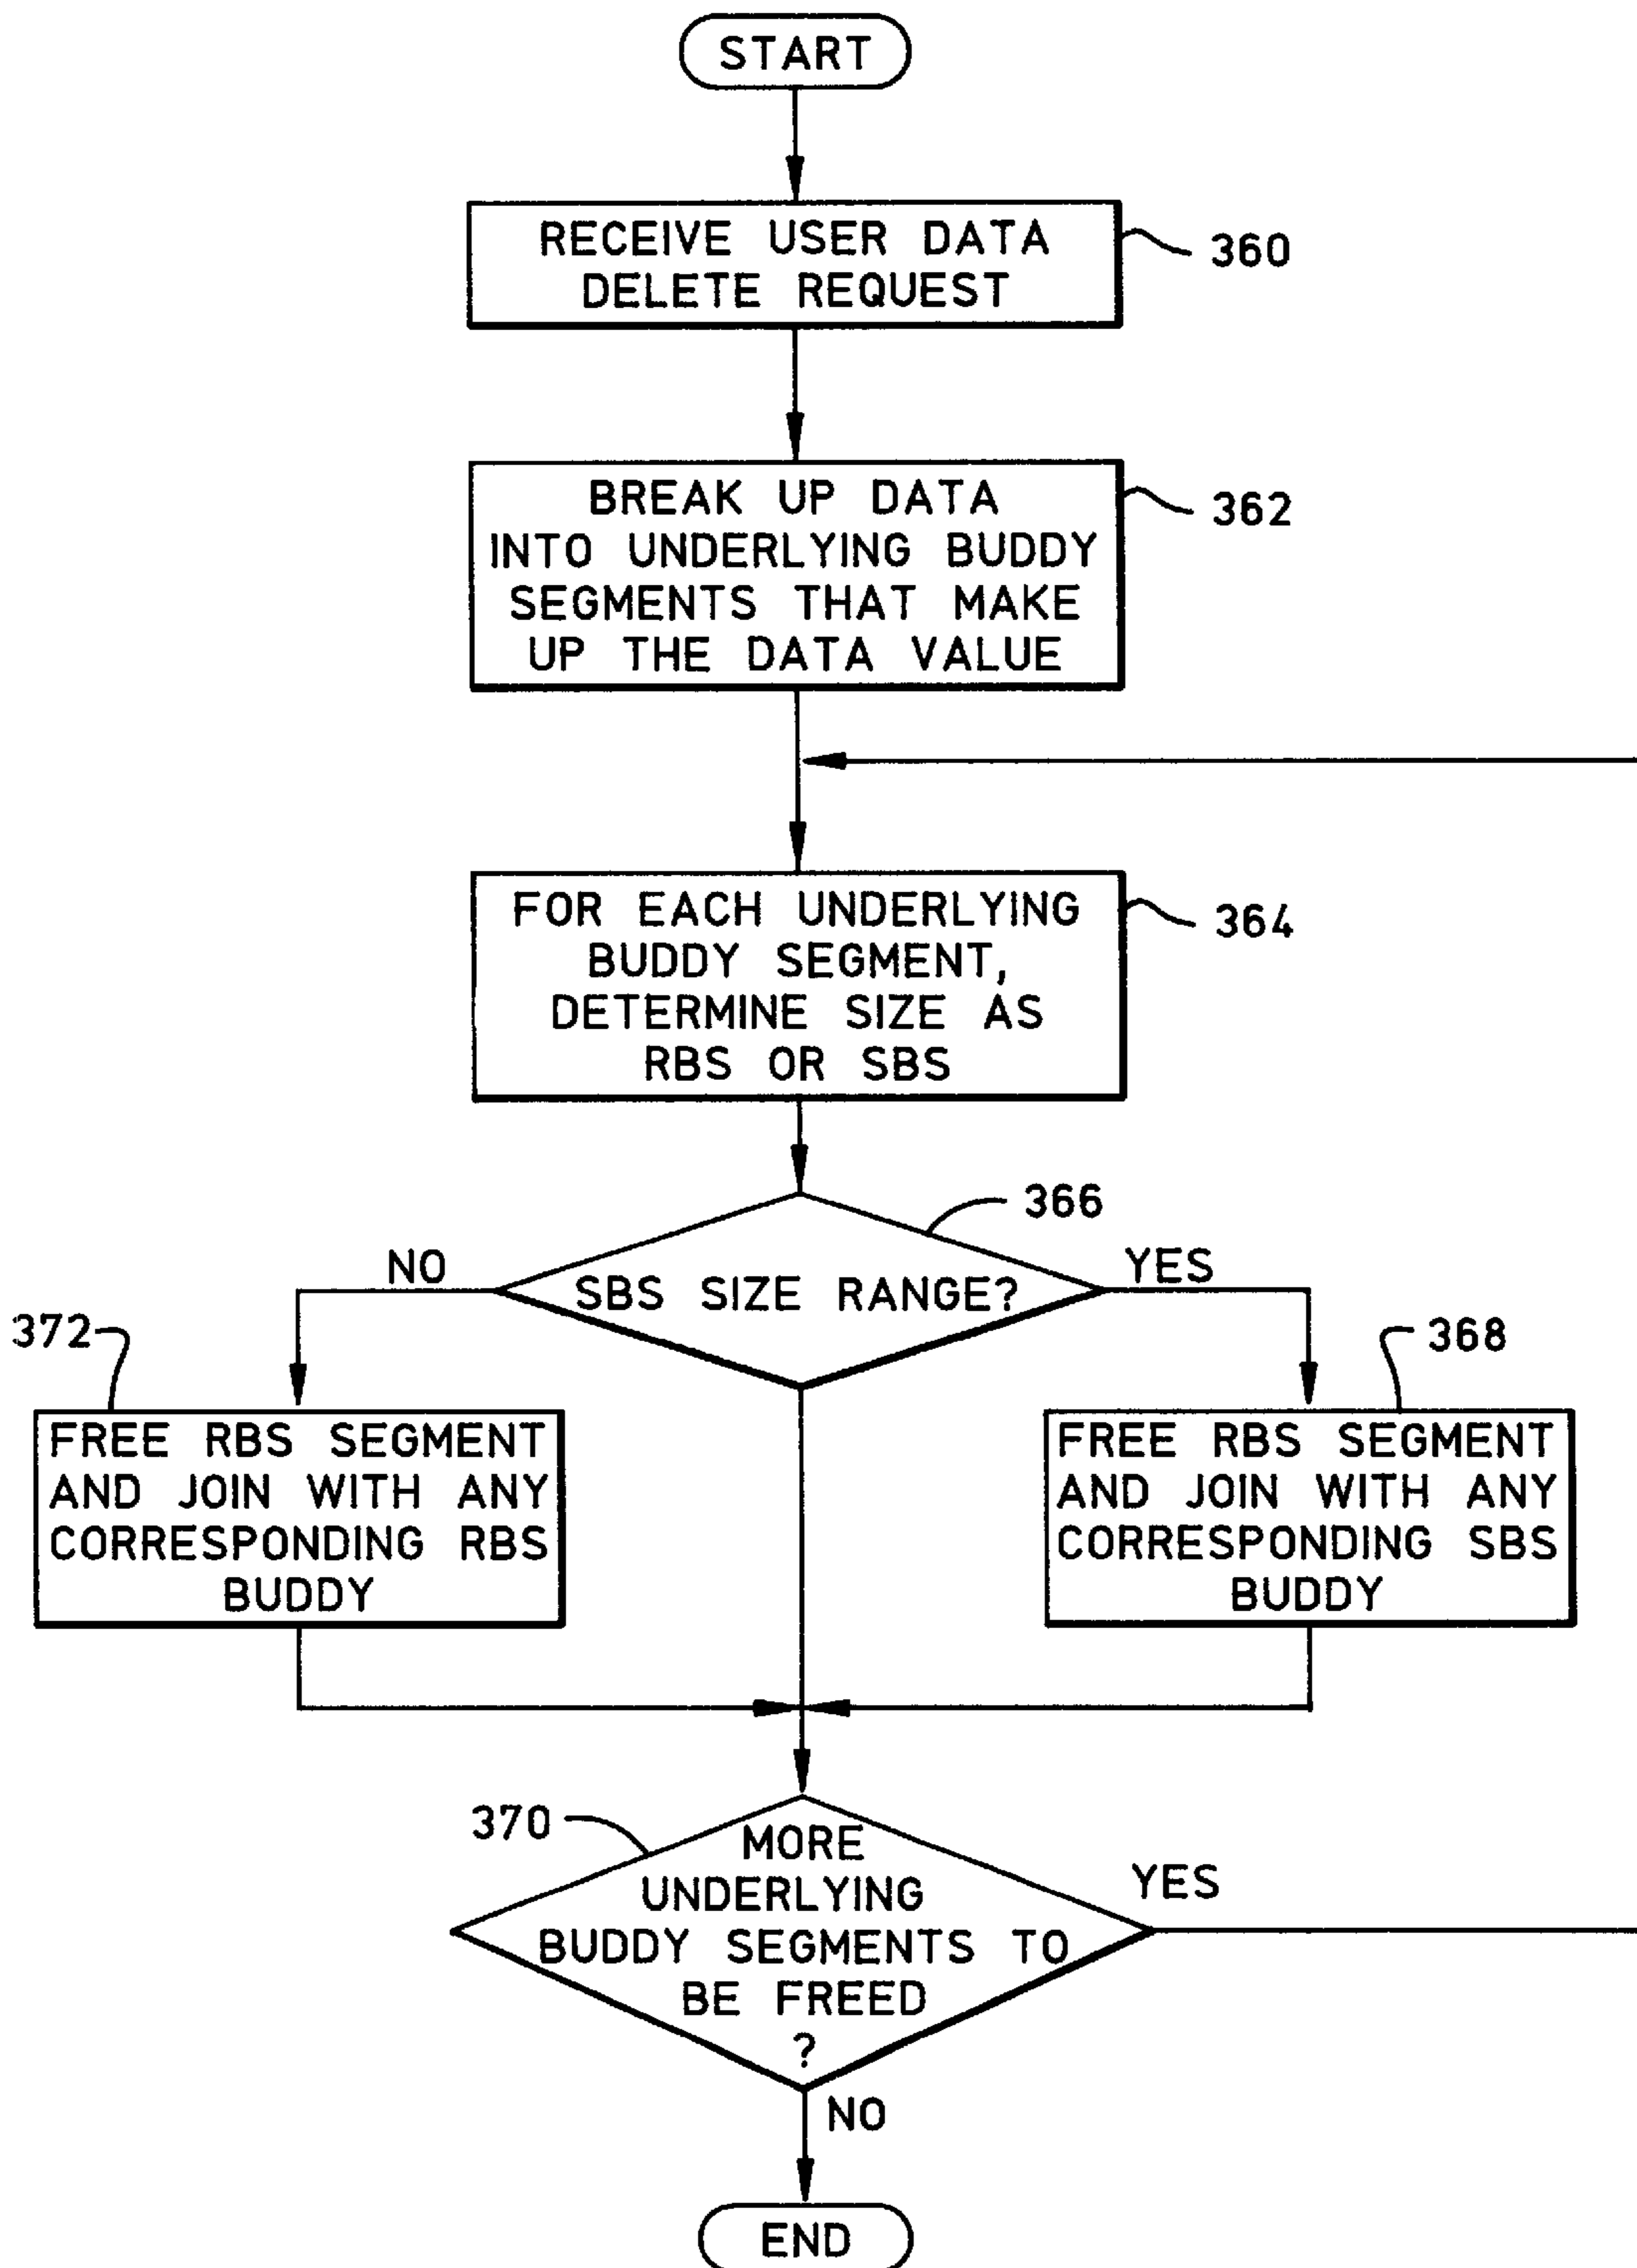 START
RECEIVE USER DATA
DELETE REQUEST
360
BREAK UP DATA
INTO UNDERLYING BUDDY
SEGMENTS THAT MAKE
UP THE DATA VALUE
362
FOR EACH UNDERLYING
BUDDY SEGMENT,
DETERMINE SIZE AS
RBS OR SBS
364
366
NO
SBS SIZE RANGE?
YES
372
FREE RBS SEGMENT
AND JOIN WITH ANY
CORRESPONDING RBS
BUDDY
368
FREE RBS SEGMENT
AND JOIN WITH ANY
CORRESPONDING SBS
BUDDY
370
MORE
UNDERLYING
BUDDY SEGMENTS TO
BE FREED
?
YES
NO
END